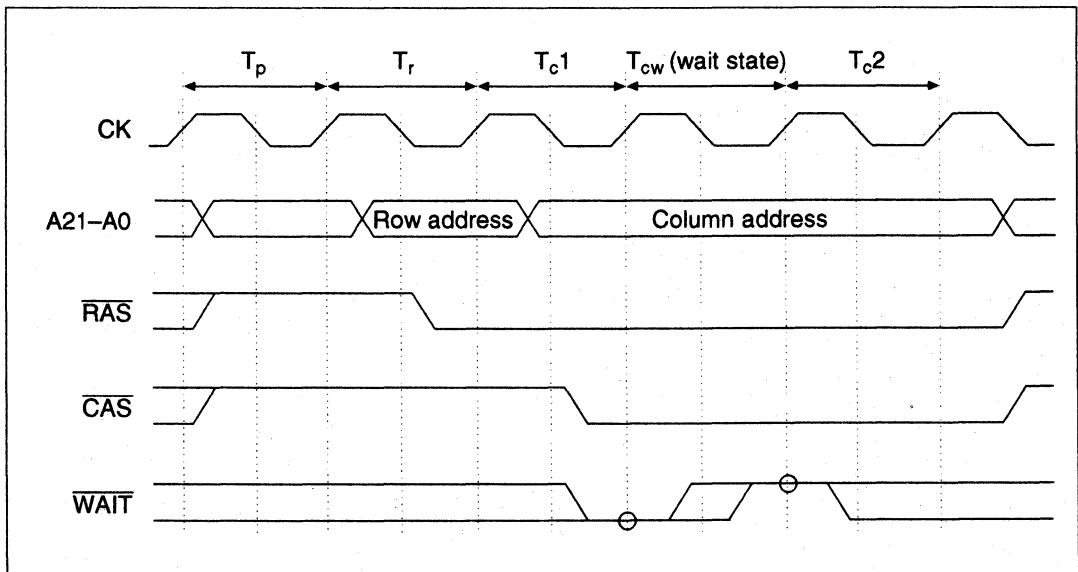 Tp Tr Tc1 Tcw (wait state) Tc2
CK
A21–A0 Row address Column address
RAS
CAS
WAIT